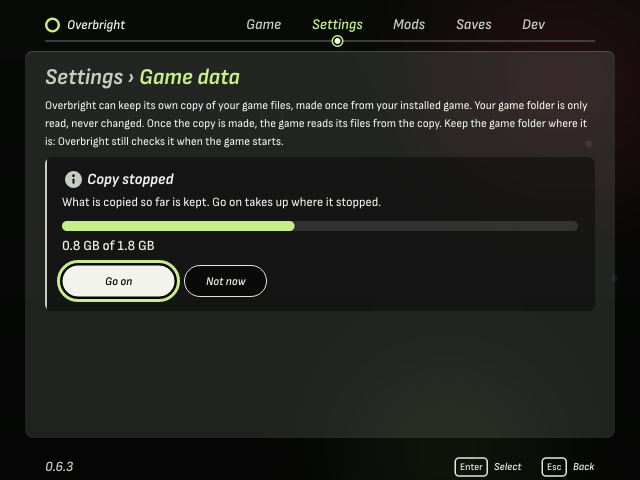 Overbright
Game
Settings
Mods
Saves
Dev
Settings › Game data
Overbright can keep its own copy of your game files, made once from your installed game. Your game folder is only
read, never changed. Once the copy is made, the game reads its files from the copy. Keep the game folder where it
is: Overbright still checks it when the game starts.
Copy stopped
What is copied so far is kept. Go on takes up where it stopped.
0.8 GB of 1.8 GB
Go on
Not now
0.6.3
Enter Select
Esc Back